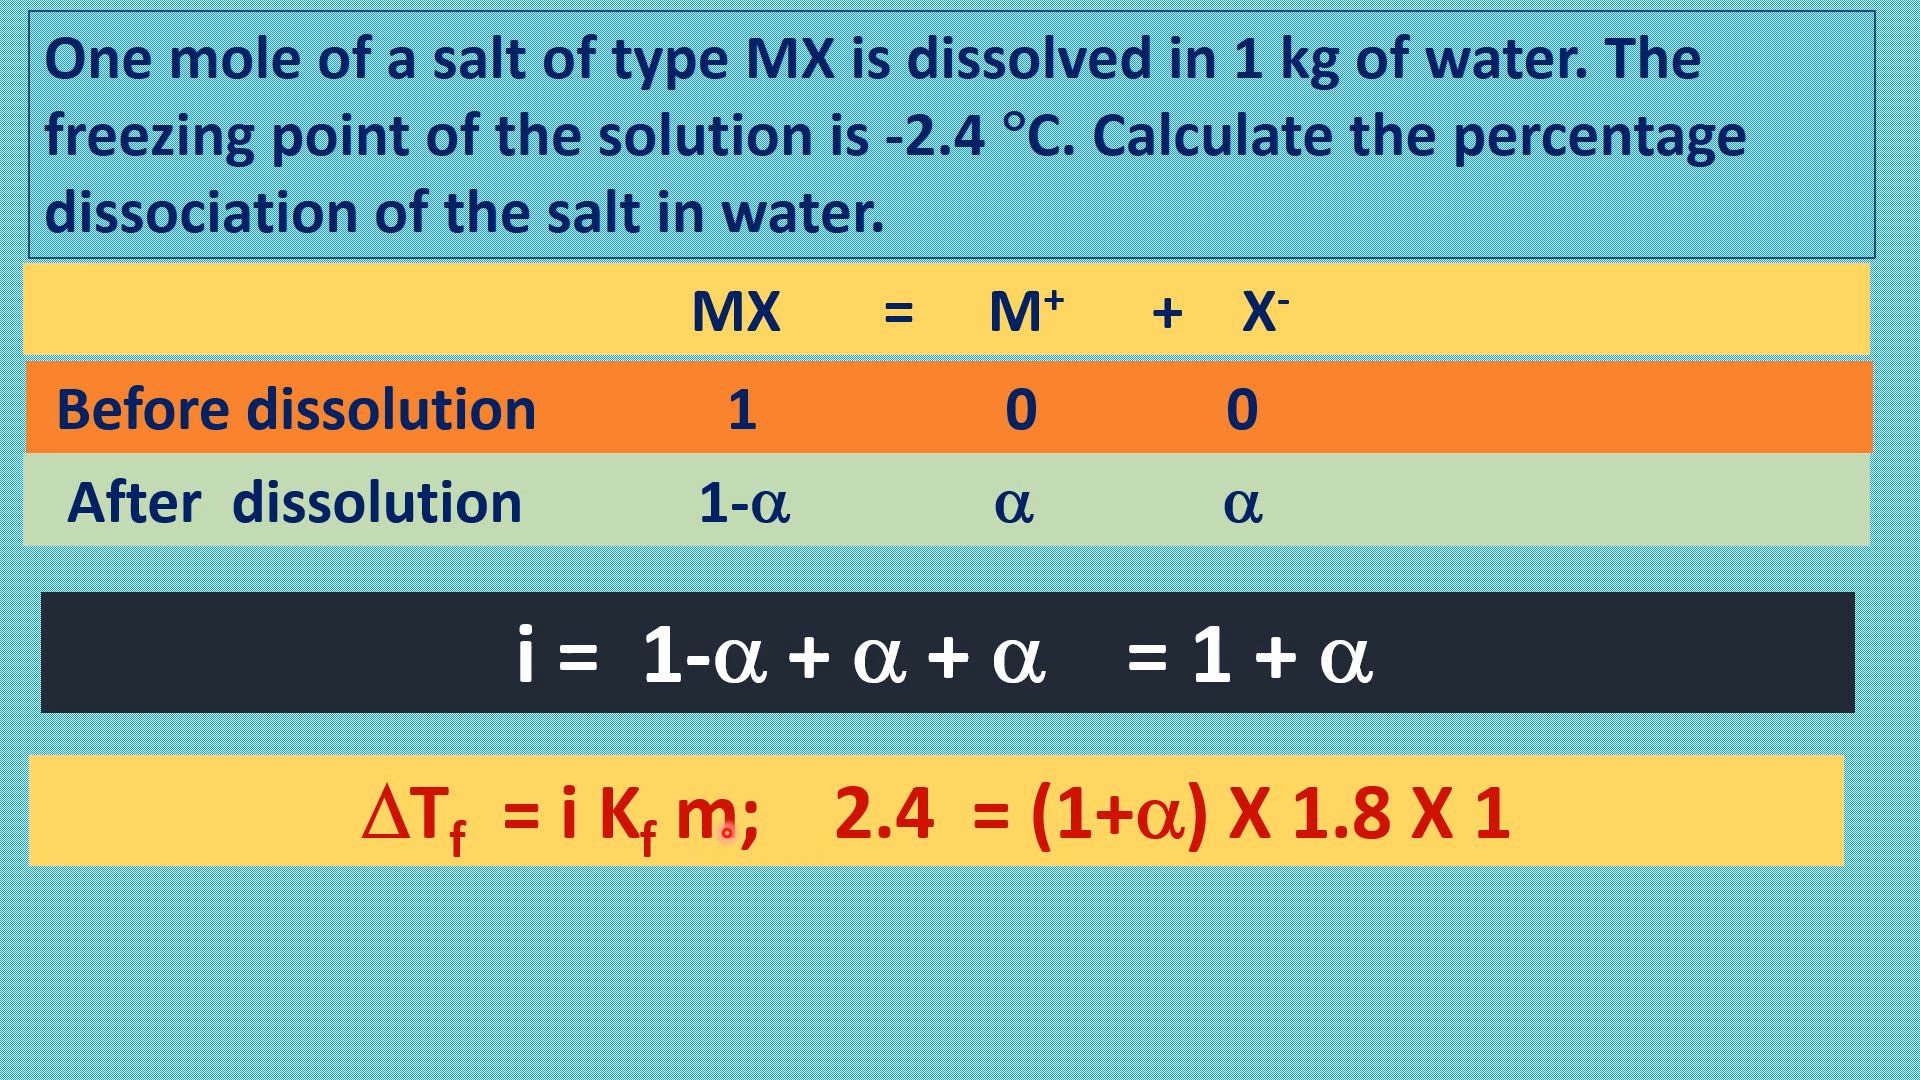 One mole of a salt of type MX is dissolved in 1 kg of water. The
freezing point of the solution is -2.4 °C. Calculate the percentage
dissociation of the salt in water.
MX = M⁺ + X⁻
Before dissolution 1 0 0
After dissolution 1-α α α
i = 1-α + α + α = 1 + α
ΔT_f = i K_f m; 2.4 = (1+α) X 1.8 X 1